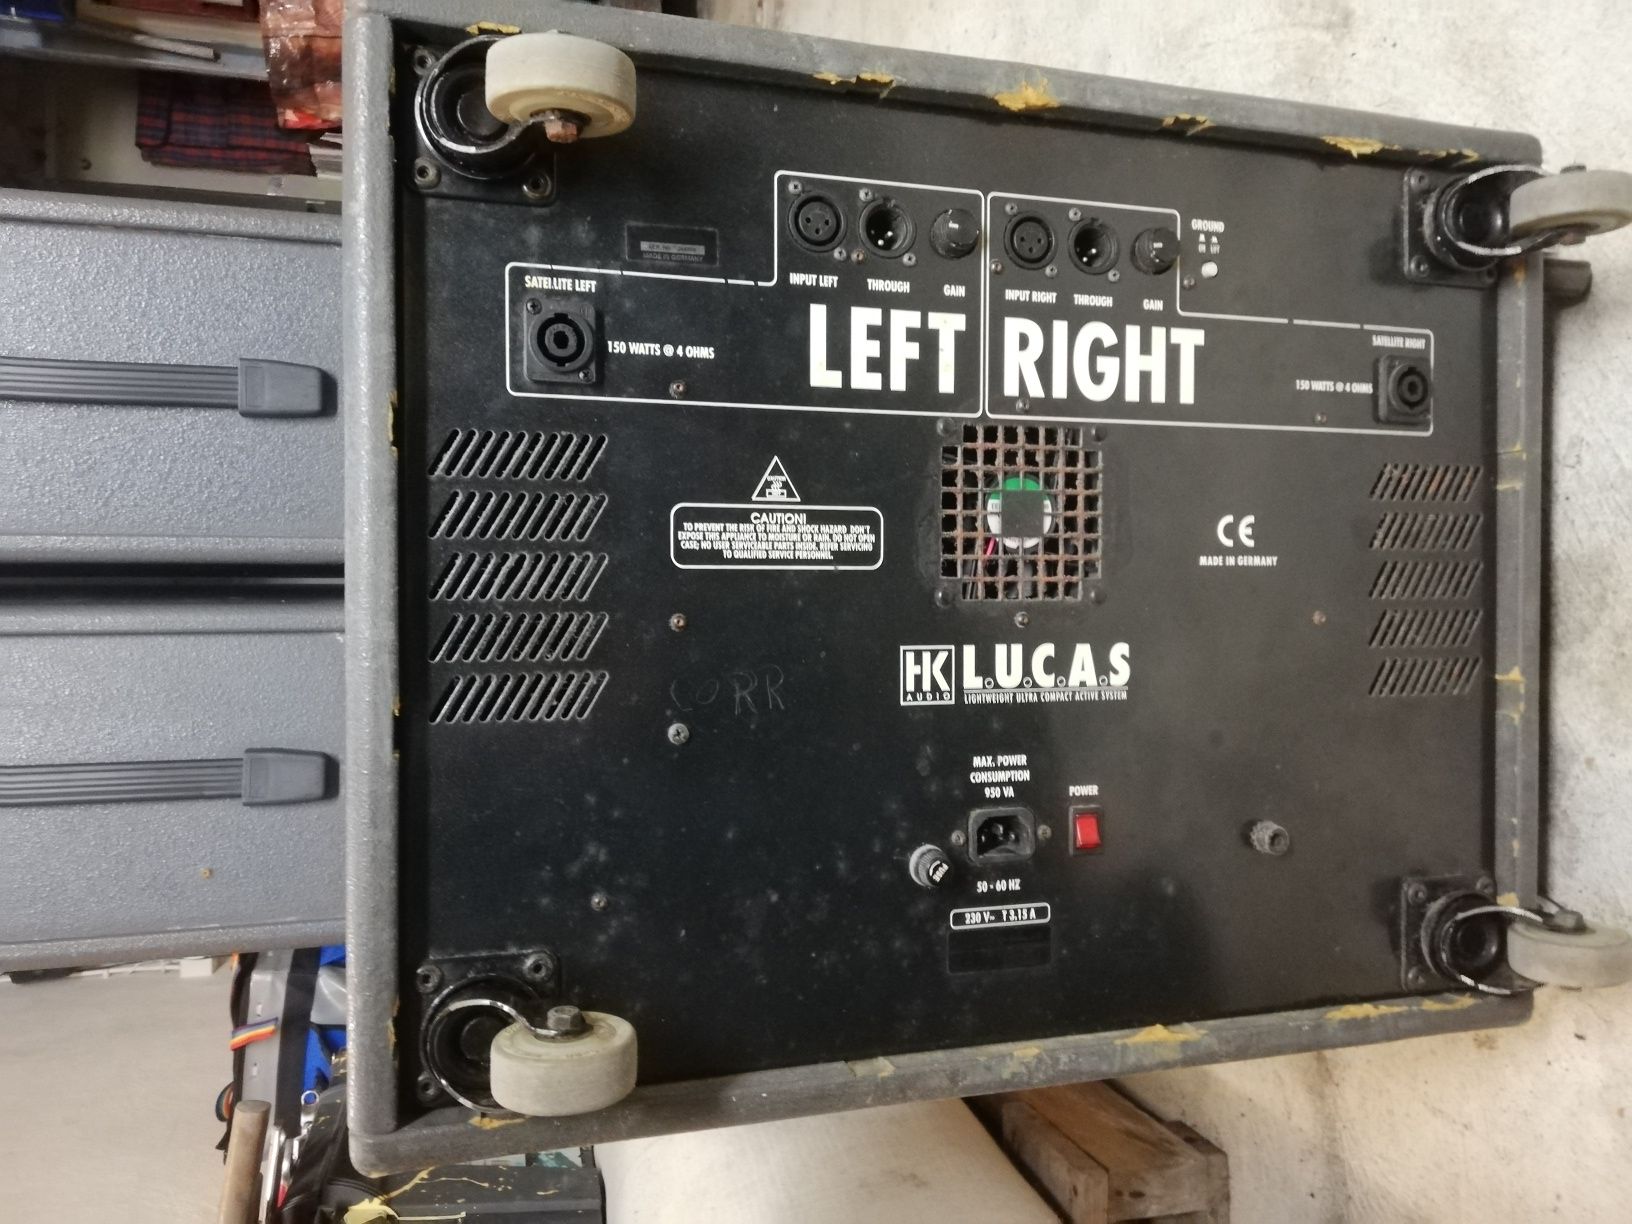 SER. NO.
MADE IN GERMANY
INPUT LEFT
THROUGH
GAIN
INPUT RIGHT
THROUGH
GAIN
GROUND
SATELLITE LEFT
150 WATTS @ 4 OHMS
LEFT
RIGHT
SATELLITE RIGHT
150 WATTS @ 4 OHMS
CAUTION!
TO PREVENT THE RISK OF FIRE AND SHOCK HAZARD DON'T
EXPOSE THIS APPLIANCE TO MOISTURE OR RAIN. DO NOT OPEN
CASE; NO USER SERVICEABLE PARTS INSIDE. REFER SERVICING
TO QUALIFIED SERVICE PERSONNEL.
CE
MADE IN GERMANY
HK
AUDIO
L.U.C.A.S
LIGHTWEIGHT ULTRA COMPACT ACTIVE SYSTEM
CORR
MAX. POWER
CONSUMPTION
950 VA
POWER
FUSE
50 - 60 HZ
230 V~ T 3.15 A